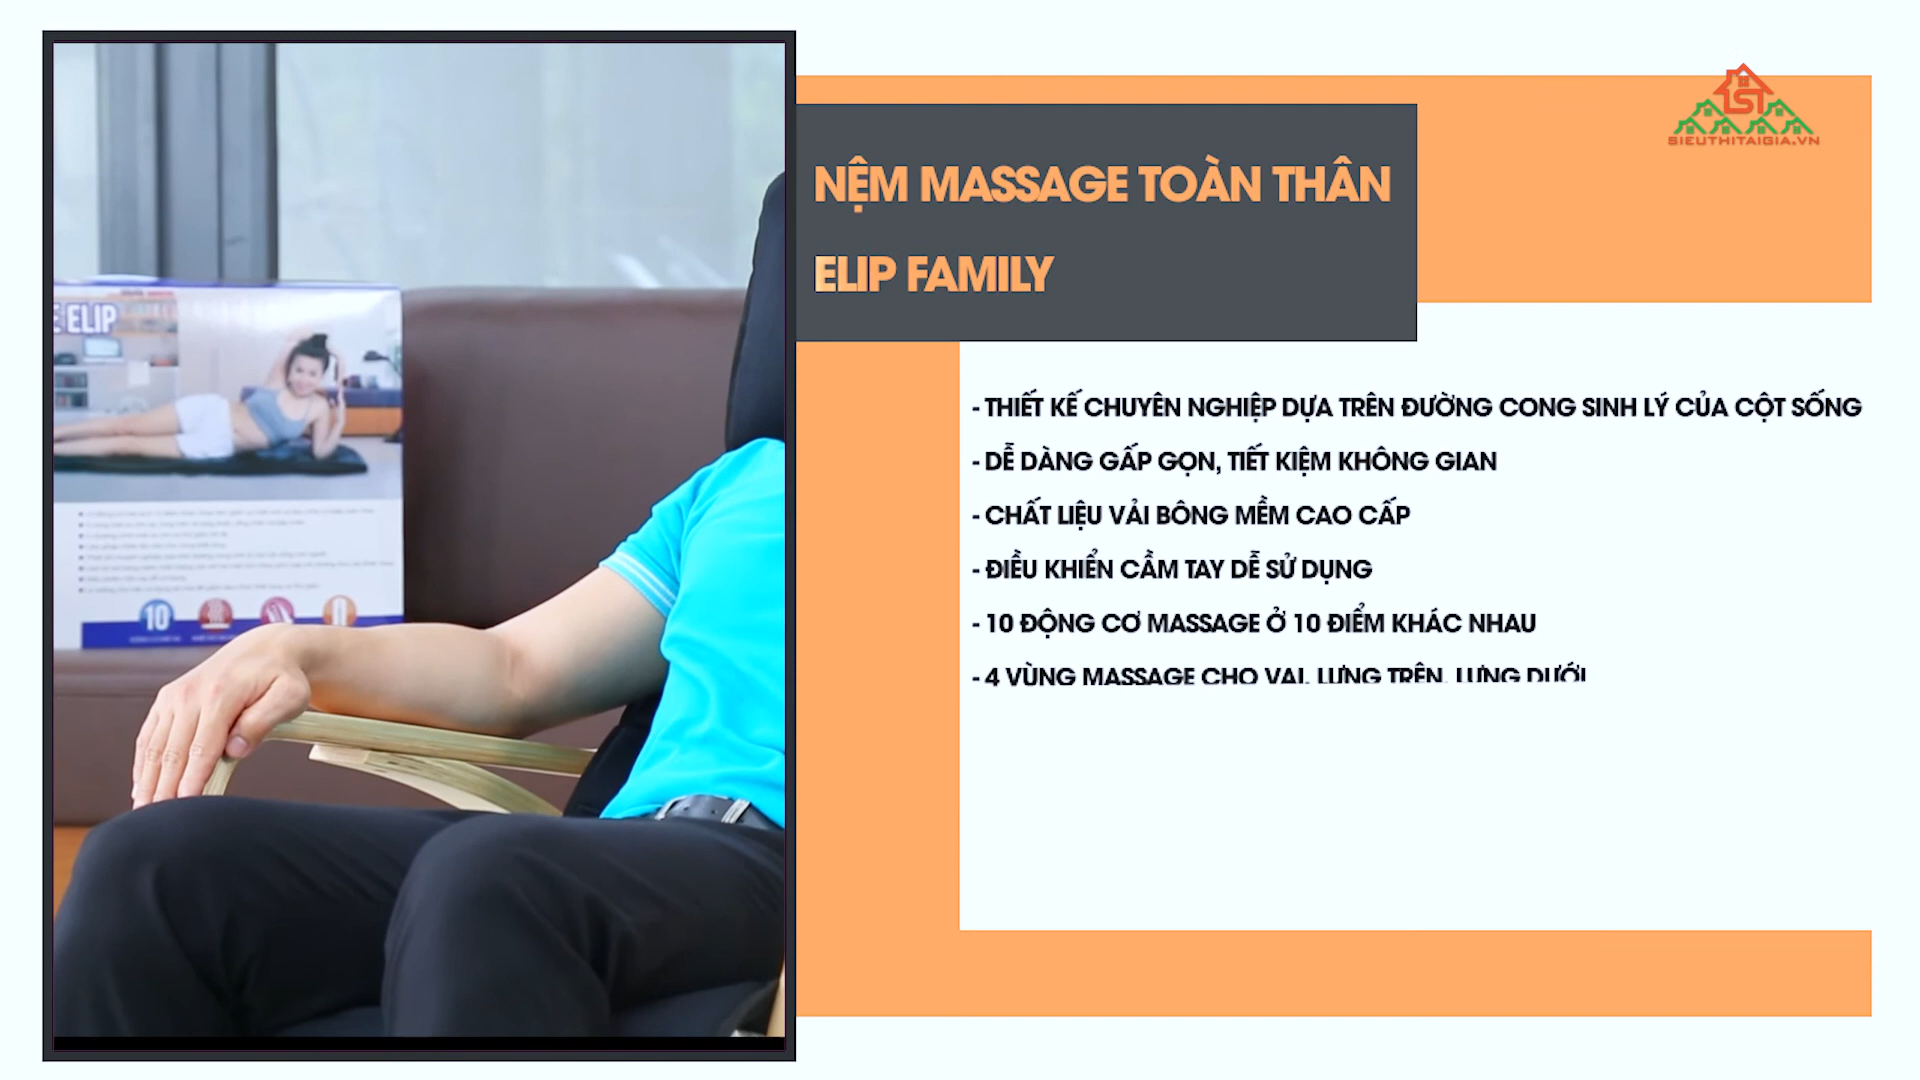 E ELIP
10
NỆM MASSAGE TOÀN THÂN
ELIP FAMILY
SIEUTHITAIGIA.VN
- THIẾT KẾ CHUYÊN NGHIỆP DỰA TRÊN ĐƯỜNG CONG SINH LÝ CỦA CỘT SỐNG
- DỄ DÀNG GẤP GỌN, TIẾT KIỆM KHÔNG GIAN
- CHẤT LIỆU VẢI BÔNG MỀM CAO CẤP
- ĐIỀU KHIỂN CẦM TAY DỄ SỬ DỤNG
- 10 ĐỘNG CƠ MASSAGE Ở 10 ĐIỂM KHÁC NHAU
- 4 VÙNG MASSAGE CHO VAI, LƯNG TRÊN, LƯNG DƯỚI